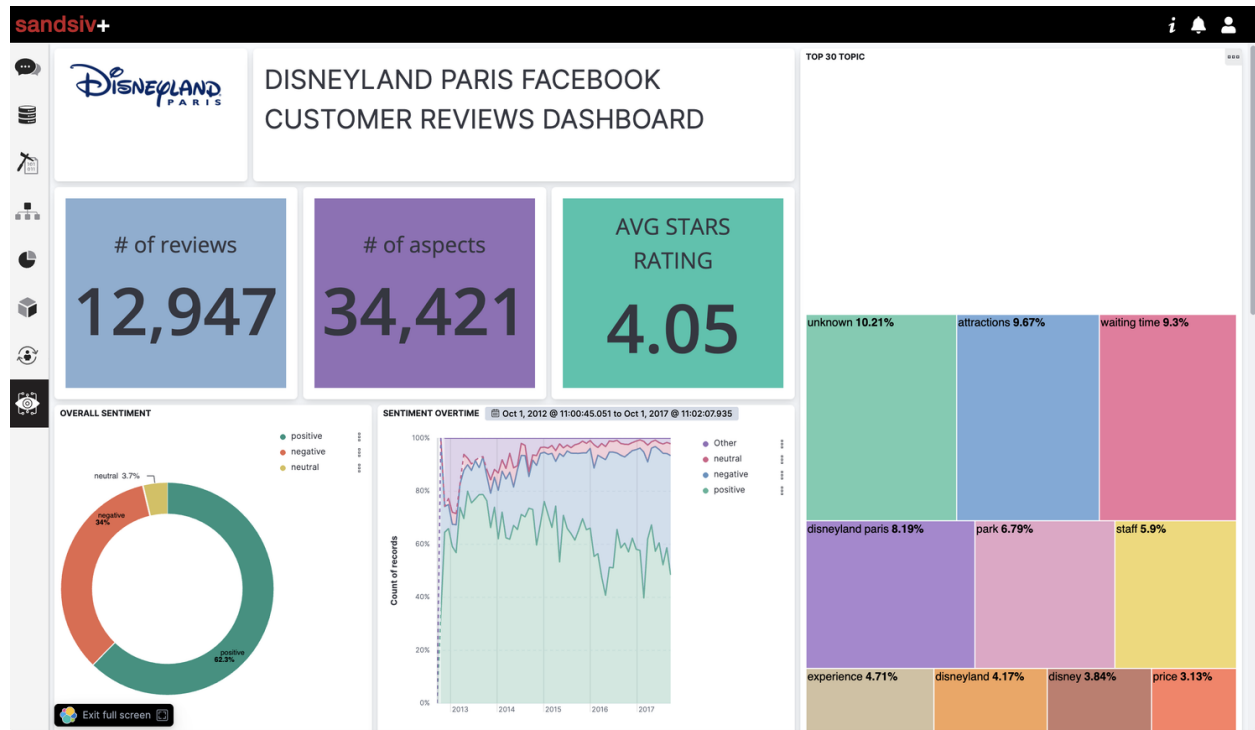 sandsiv+
i
DISNEYLAND
PARIS
DISNEYLAND PARIS FACEBOOK
CUSTOMER REVIEWS DASHBOARD
# of reviews
12,947
# of aspects
34,421
AVG STARS
RATING
4.05
OVERALL SENTIMENT
positive
negative
neutral
neutral 3.7%
negative
34%
positive
62.3%
Exit full screen
SENTIMENT OVERTIME Oct 1, 2012 @ 11:00:45.051 to Oct 1, 2017 @ 11:02:07.935
Other
neutral
negative
positive
Count of records
100%
80%
60%
40%
20%
0%
2013 2014 2015 2016 2017
TOP 30 TOPIC
unknown 10.21% attractions 9.67% waiting time 9.3%
disneyland paris 8.19% park 6.79% staff 5.9%
experience 4.71% disneyland 4.17% disney 3.84% price 3.13%